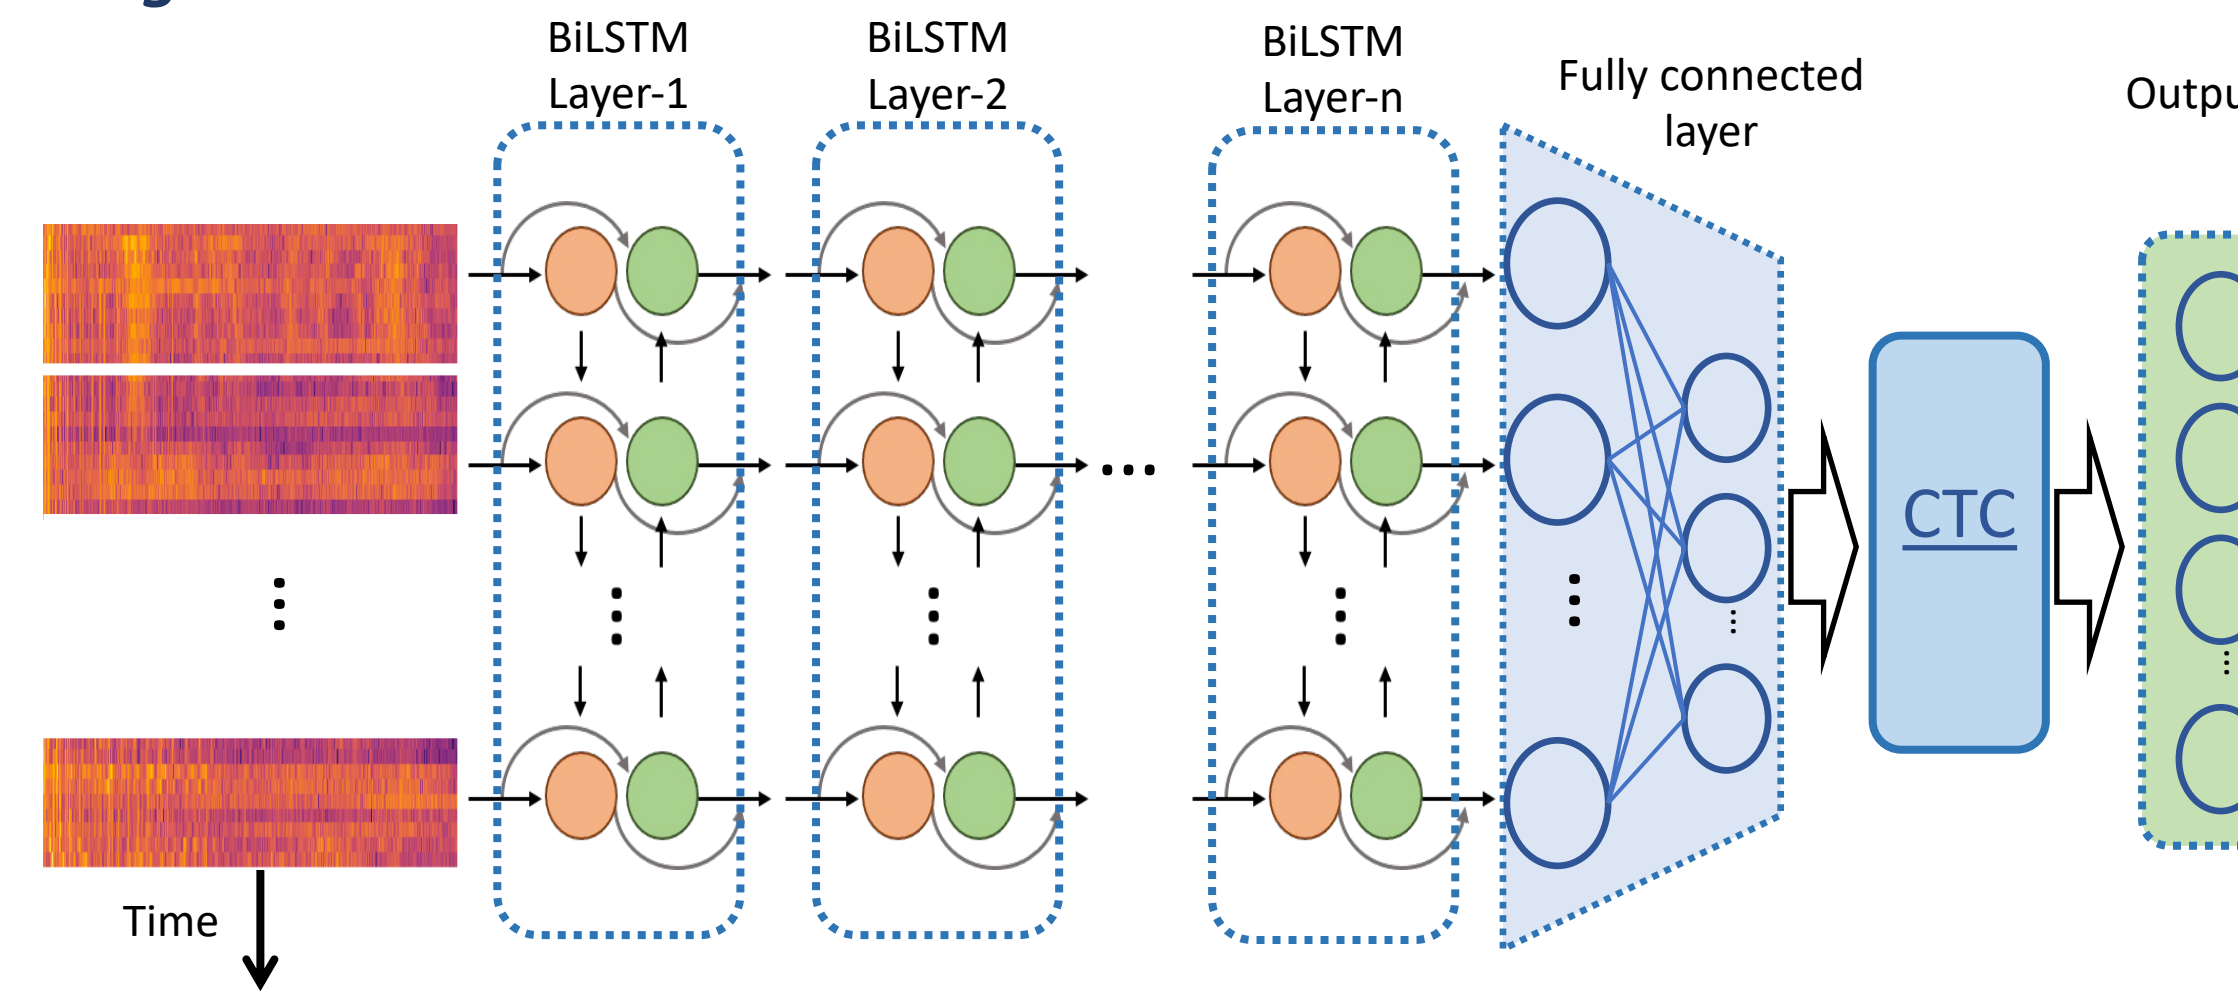 BiLSTM
Layer-1
BiLSTM
Layer-2
BiLSTM
Layer-n
Fully connected
layer
CTC
Time